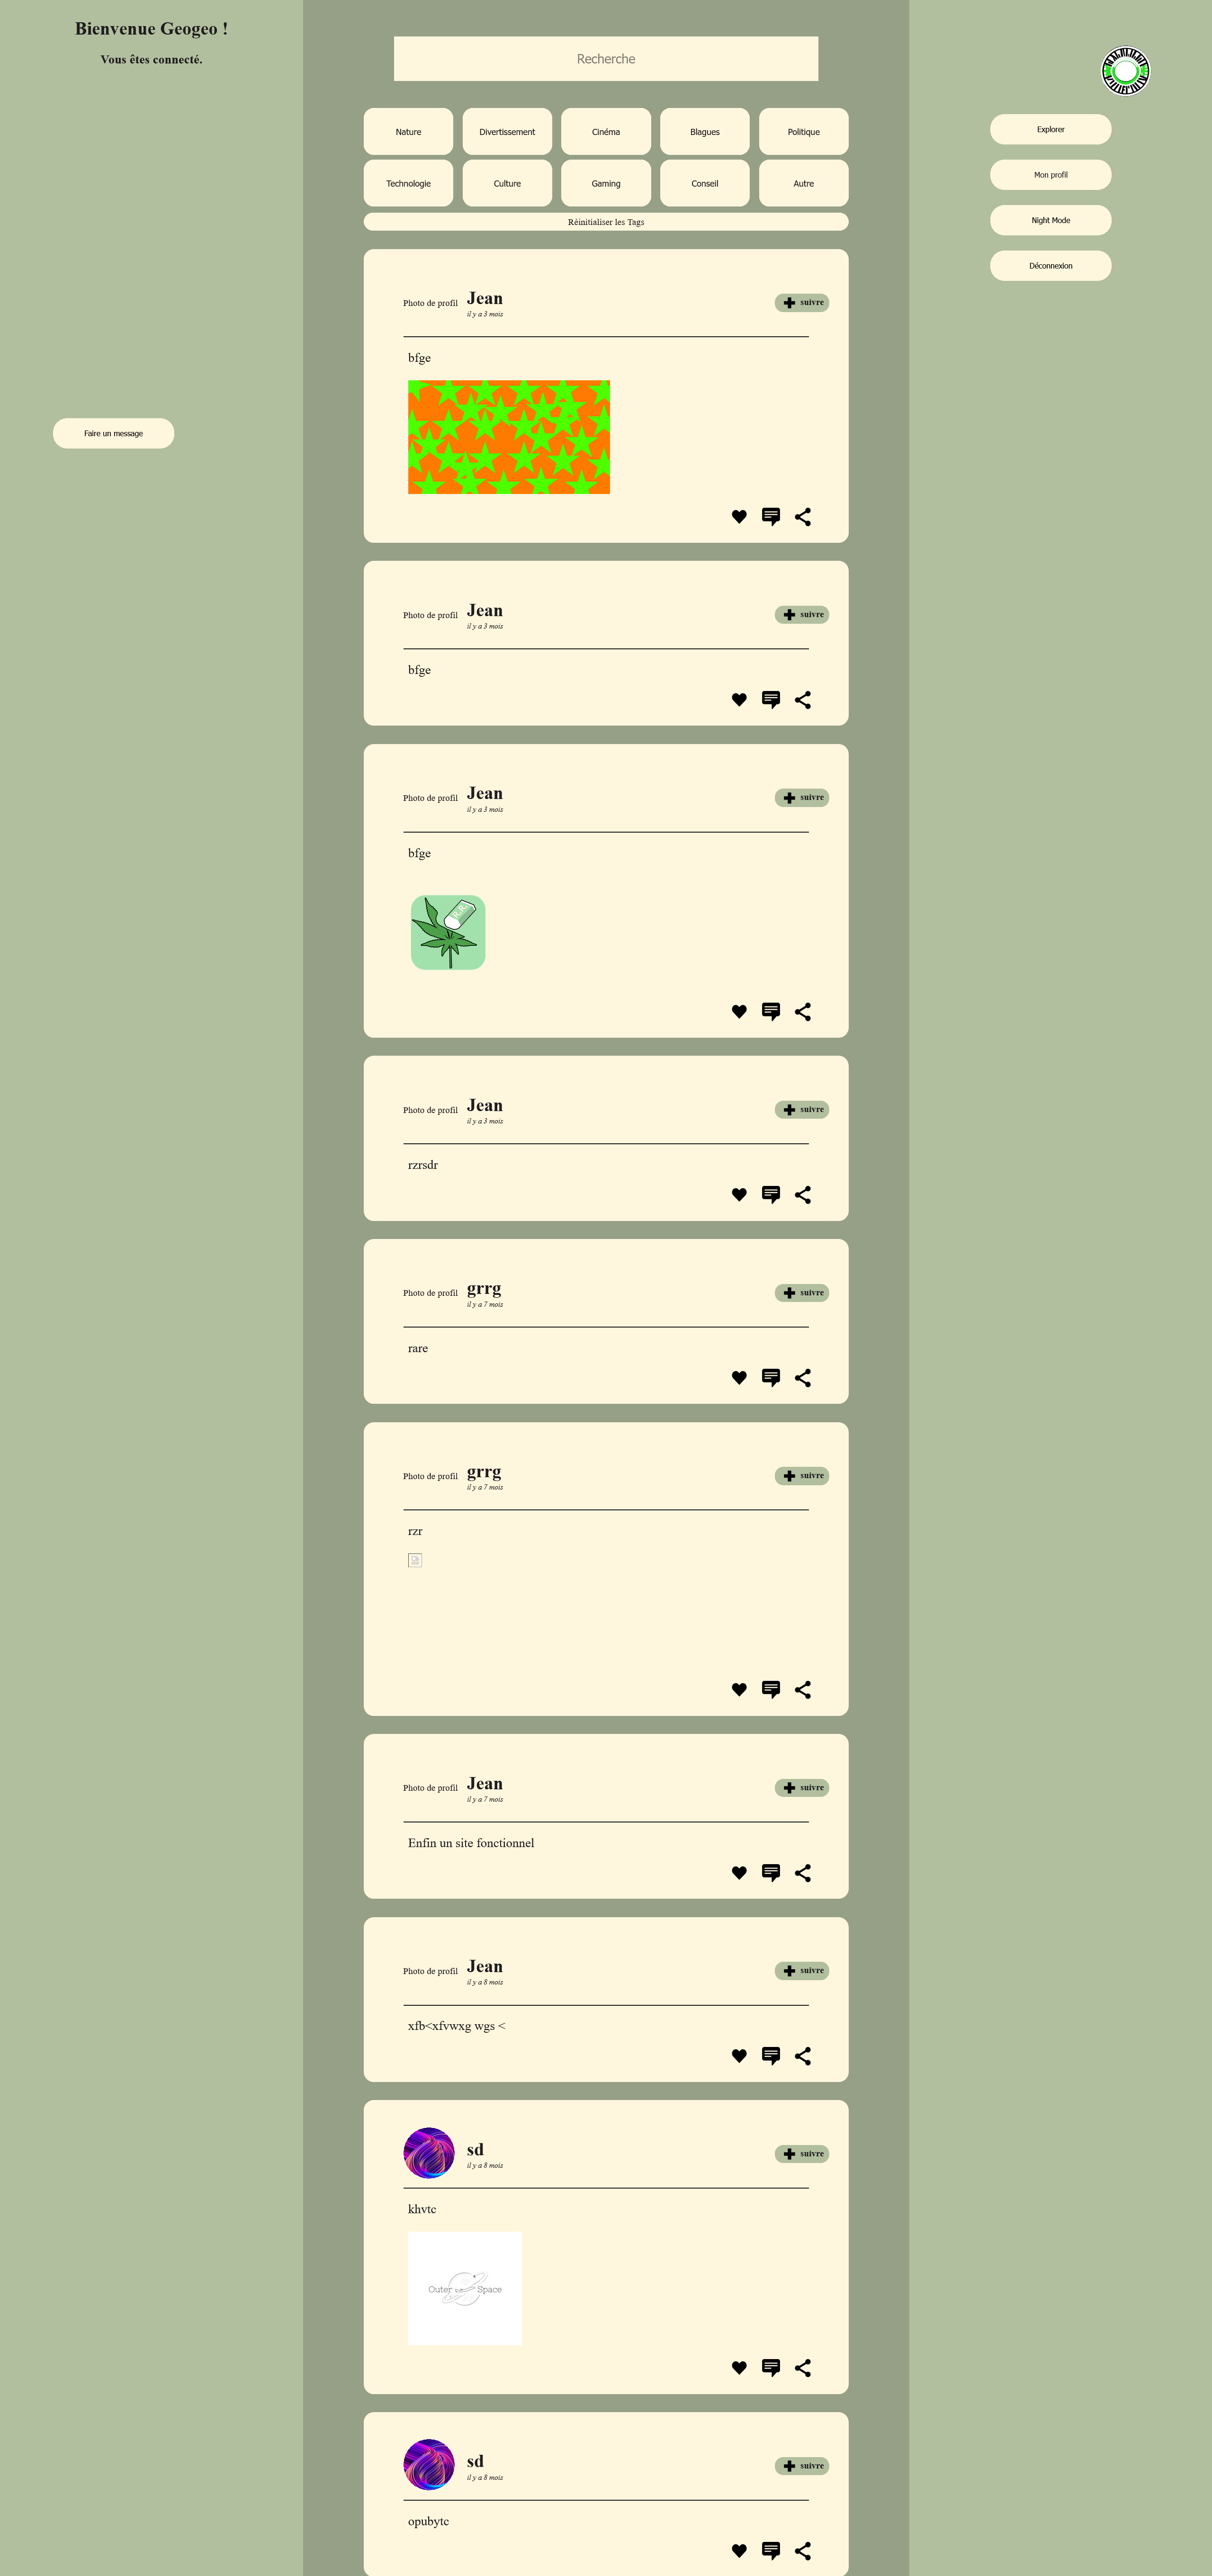 Bienvenue Geogeo !
Vous êtes connecté.
Faire un message
Recherche
Nature
Divertissement
Cinéma
Blagues
Politique
Technologie
Culture
Gaming
Conseil
Autre
Réinitialiser les Tags
Explorer
Mon profil
Night Mode
Déconnexion
Photo de profil
Jean
il y a 3 mois
suivre
bfge
Photo de profil
Jean
il y a 3 mois
suivre
bfge
Photo de profil
Jean
il y a 3 mois
suivre
bfge
Photo de profil
Jean
il y a 3 mois
suivre
rzrsdr
Photo de profil
grrg
il y a 7 mois
suivre
rare
Photo de profil
grrg
il y a 7 mois
suivre
rzr
Photo de profil
Jean
il y a 7 mois
suivre
Enfin un site fonctionnel
Photo de profil
Jean
il y a 8 mois
suivre
xfb<xfvwxg wgs <
sd
il y a 8 mois
suivre
khvtc
Outer Space
sd
il y a 8 mois
suivre
opubytc